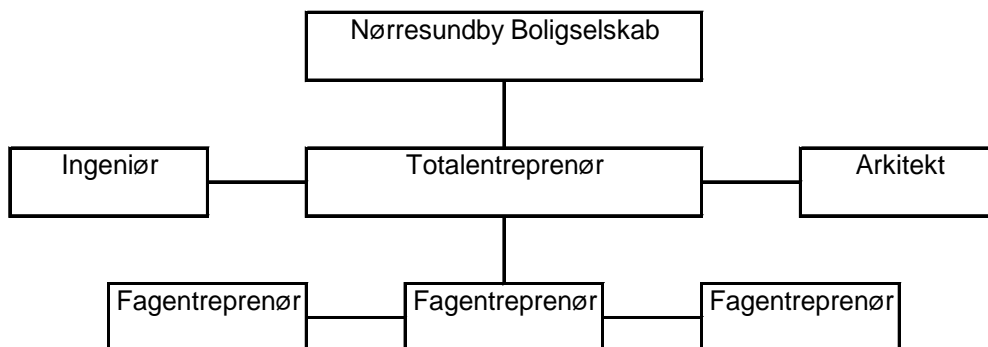 Nørresundby Boligselskab
Ingeniør
Totalentreprenør
Arkitekt
Fagentreprenør
Fagentreprenør
Fagentreprenør